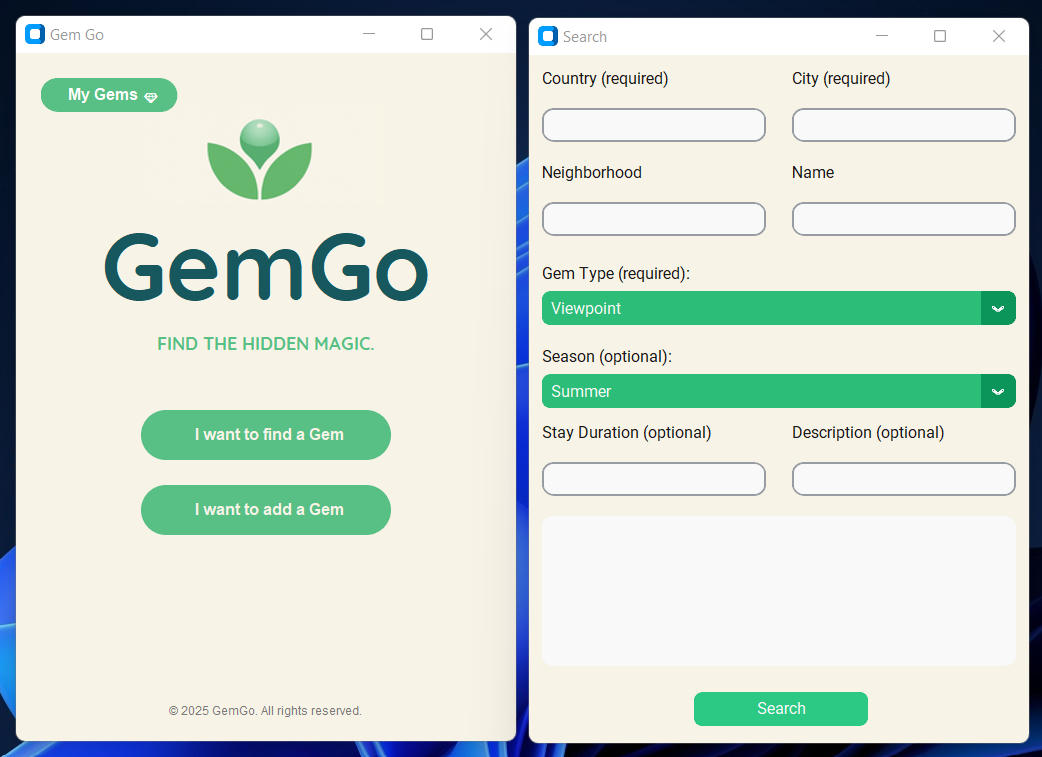 Gem Go
My Gems
GemGo
FIND THE HIDDEN MAGIC.
I want to find a Gem
I want to add a Gem
© 2025 GemGo. All rights reserved.
Search
Country (required)
City (required)
Neighborhood
Name
Gem Type (required):
Viewpoint
Season (optional):
Summer
Stay Duration (optional)
Description (optional)
Search